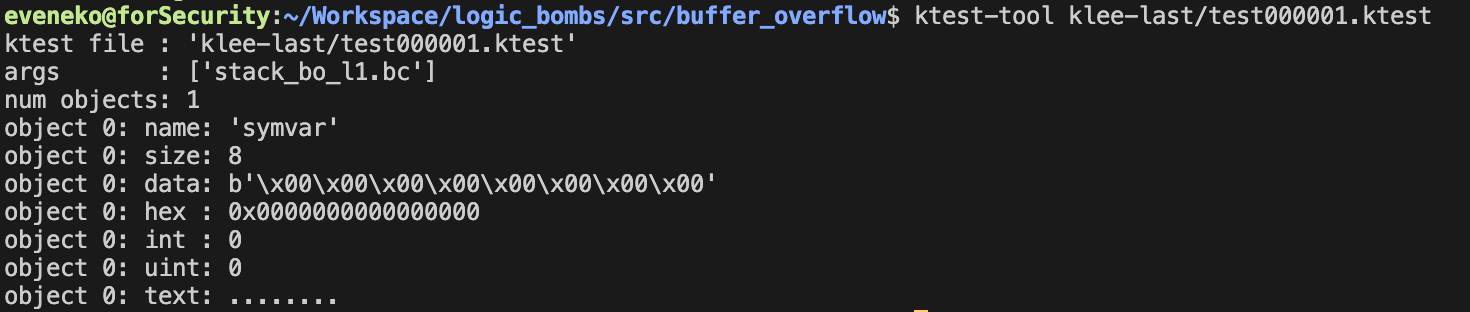 eveneko@forSecurity:~/Workspace/logic_bombs/src/buffer_overflow$ ktest-tool klee-last/test000001.ktest
ktest file : 'klee-last/test000001.ktest'
args       : ['stack_bo_l1.bc']
num objects: 1
object 0: name: 'symvar'
object 0: size: 8
object 0: data: b'\x00\x00\x00\x00\x00\x00\x00\x00'
object 0: hex : 0x0000000000000000
object 0: int : 0
object 0: uint: 0
object 0: text: ........